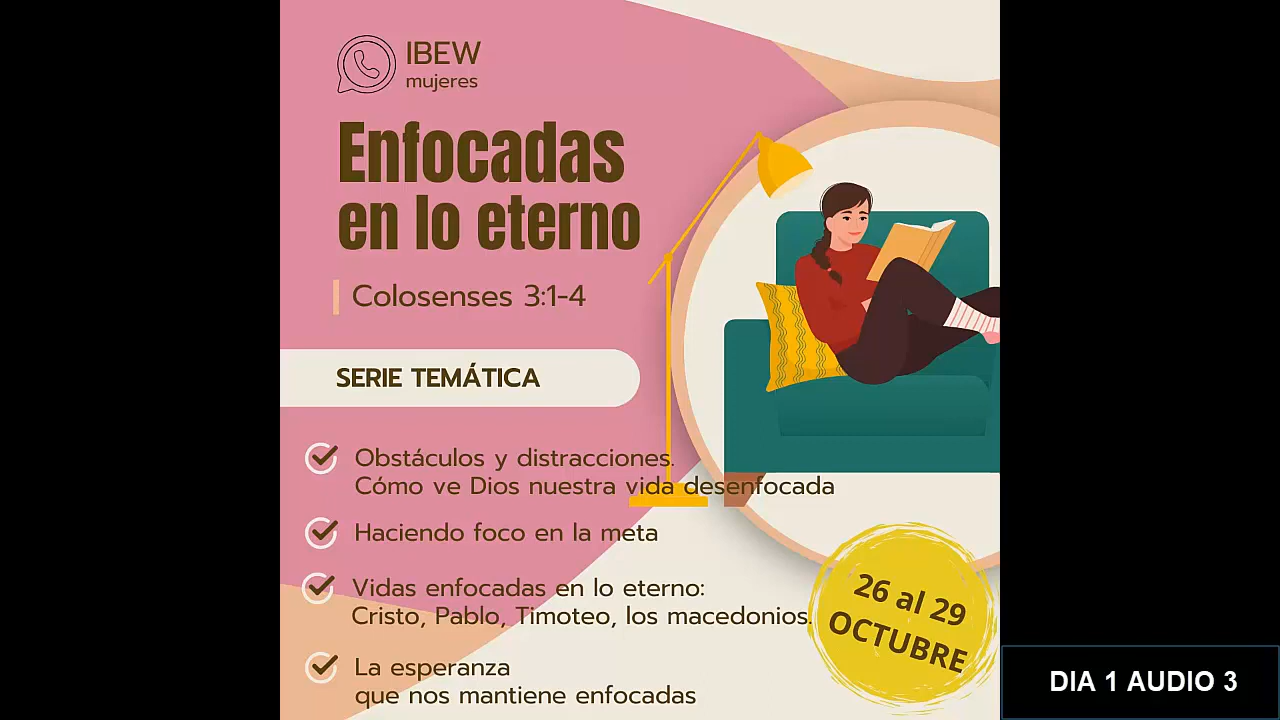 IBEW
mujeres
Enfocadas
en lo eterno
Colosenses 3:1-4
SERIE TEMÁTICA
Obstáculos y distracciones.
Cómo ve Dios nuestra vida desenfocada
Haciendo foco en la meta
Vidas enfocadas en lo eterno:
Cristo, Pablo, Timoteo, los macedonios.
La esperanza
que nos mantiene enfocadas
26 al 29
OCTUBRE
DIA 1 AUDIO 3